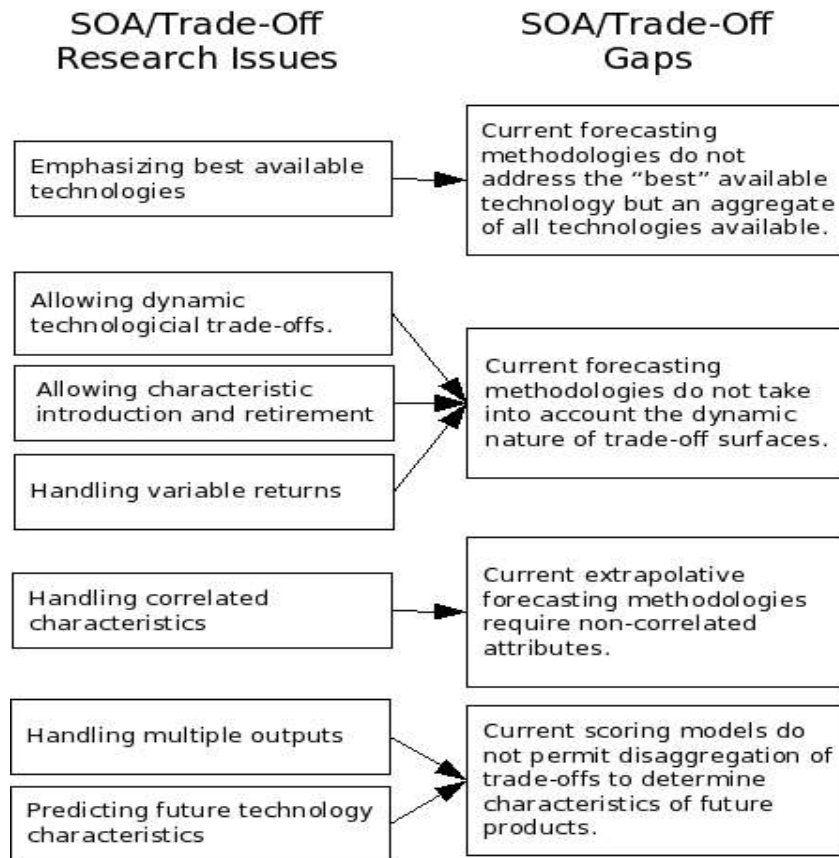 SOA/Trade-Off
Research Issues
SOA/Trade-Off
Gaps
Emphasizing best available
technologies
Current forecasting
methodologies do not
address the “best” available
technology but an aggregate
of all technologies available.
Allowing dynamic
technologicial trade-offs.
Allowing characteristic
introduction and retirement
Handling variable returns
Current forecasting
methodologies do not take
into account the dynamic
nature of trade-off surfaces.
Handling correlated
characteristics
Current extrapolative
forecasting methodologies
require non-correlated
attributes.
Handling multiple outputs
Predicting future technology
characteristics
Current scoring models do
not permit disaggregation of
trade-offs to determine
characteristics of future
products.